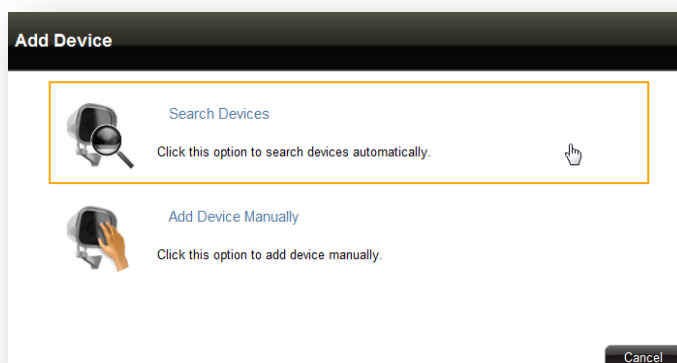 Add Device
Search Devices
Click this option to search devices automatically.
Add Device Manually
Click this option to add device manually.
Cancel